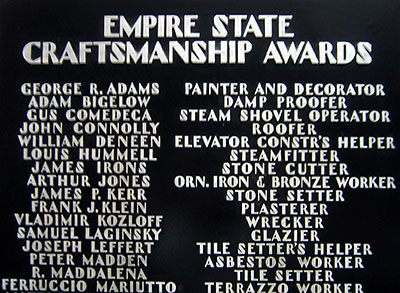 EMPIRE STATE
CRAFTSMANSHIP AWARDS
GEORGE R. ADAMS PAINTER AND DECORATOR
ADAM BIGELOW DAMP PROOFER
GUS COMEDECA STEAM SHOVEL OPERATOR
JOHN CONNOLLY ROOFER
WILLIAM DENEEN ELEVATOR CONSTR'S HELPER
LOUIS HUMMELL STEAMFITTER
JAMES IRONS STONE CUTTER
ARTHUR JONES ORN. IRON & BRONZE WORKER
JAMES P. KERR STONE SETTER
FRANK J. KLEIN PLASTERER
VLADIMIR KOZLOFF WRECKER
SAMUEL LAGINSKY GLAZIER
JOSEPH LEFFERT TILE SETTER'S HELPER
PETER MADDEN ASBESTOS WORKER
R. MADDALENA TILE SETTER
FERRUCCIO MARIUTTO TERRAZZO WORKER